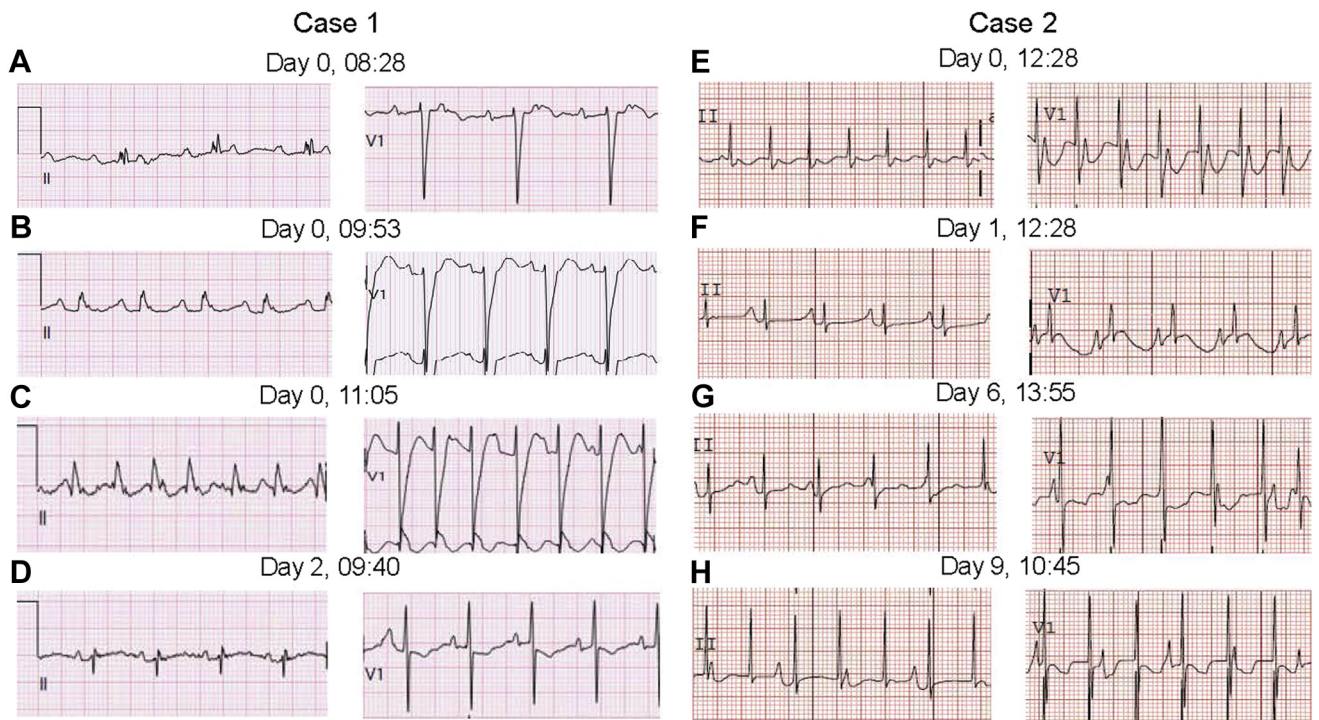 Case 1
Case 2
A
Day 0, 08:28
II
V1
E
Day 0, 12:28
II
V1
B
Day 0, 09:53
II
V1
F
Day 1, 12:28
II
V1
C
Day 0, 11:05
II
V1
G
Day 6, 13:55
II
V1
D
Day 2, 09:40
II
V1
H
Day 9, 10:45
II
V1